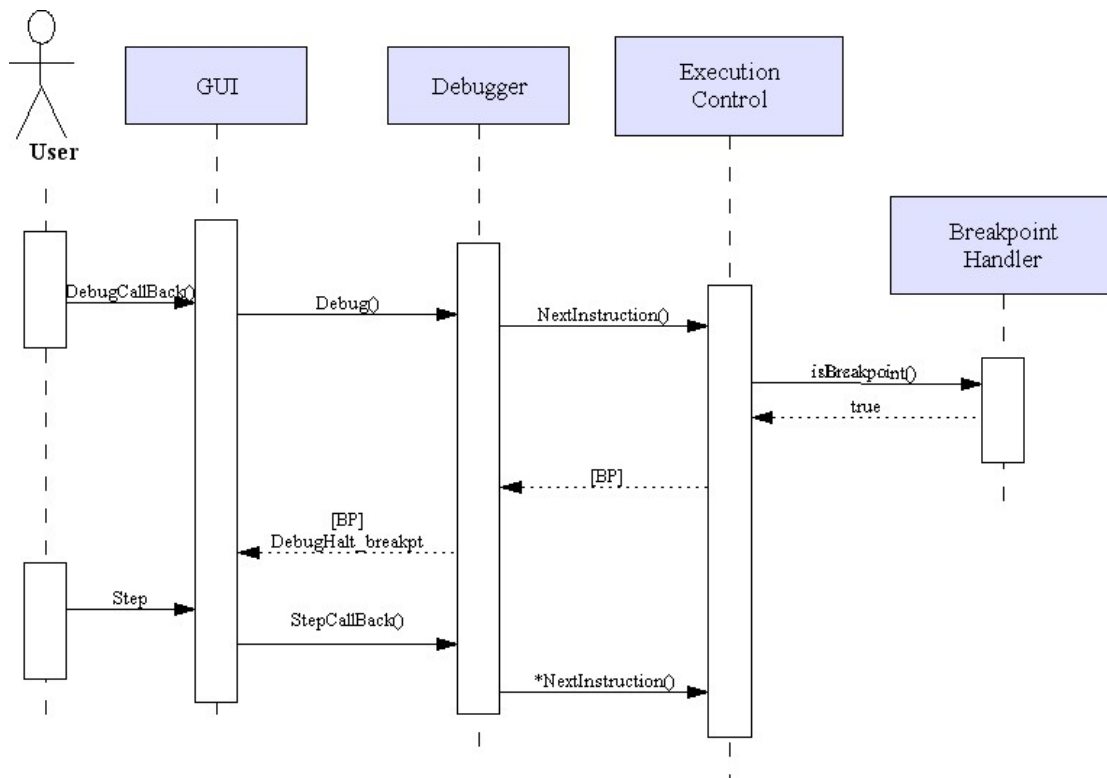 GUI
Debugger
Execution
Control
User
Breakpoint
Handler
DebugCallBack()
Debug()
NextInstruction()
isBreakpoint()
true
[BP]
[BP]
DebugHalt_breakpt
Step
StepCallBack()
*NextInstruction()